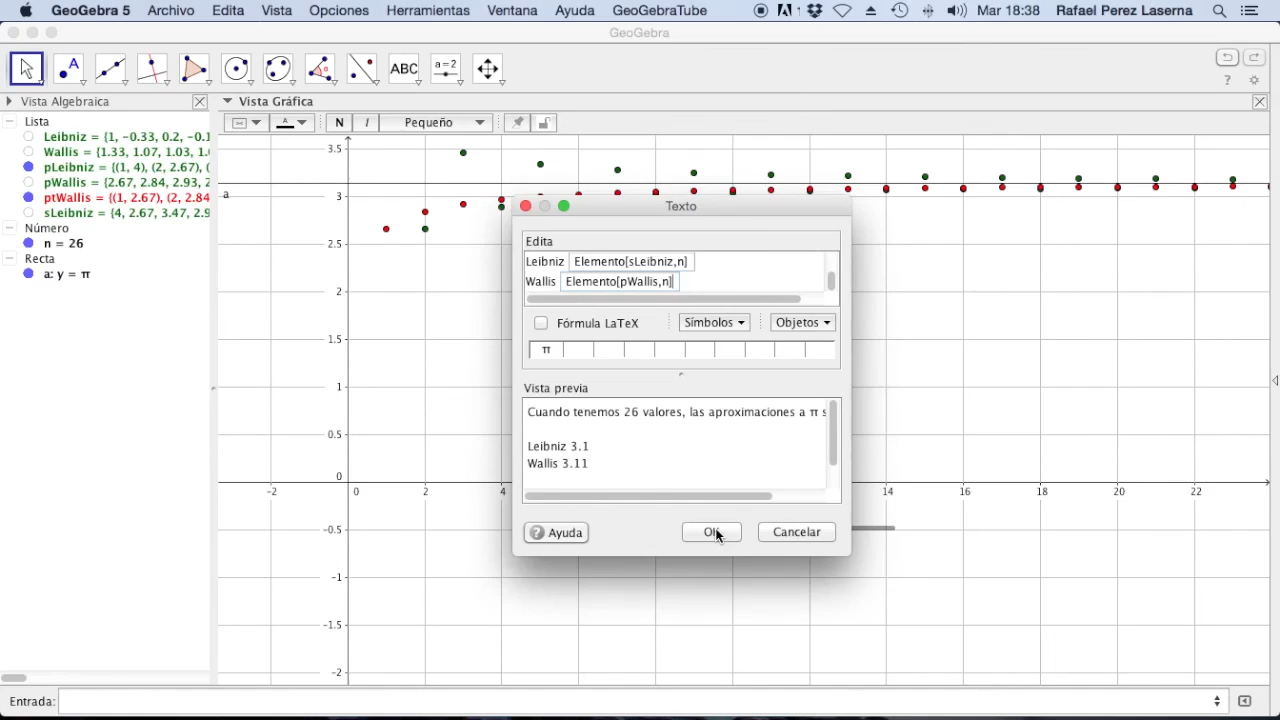 GeoGebra 5 Archivo Edita Vista Opciones Herramientas Ventana Ayuda GeoGebraTube Mar 18:38 Rafael Perez Laserna
GeoGebra
A ABC a=2 ?
Vista Algebraica
Vista Gráfica
N I Pequeño
Lista
Leibniz = {1, -0.33, 0.2, -0.1
Wallis = {1.33, 1.07, 1.03, 1.0
pLeibniz = {(1, 4), (2, 2.67), (
pWallis = {2.67, 2.84, 2.93, 2
ptWallis = {(1, 2.67), (2, 2.84
sLeibniz = {4, 2.67, 3.47, 2.9
Número
n = 26
Recta
a: y = π
3.5
a
3
2.5
2
1.5
1
0.5
0
-0.5
-1
-1.5
-2
-2 0 2 4 14 16 18 20 22
Texto
Edita
Leibniz Elemento[sLeibniz,n]
Wallis Elemento[pWallis,n]
Fórmula LaTeX Símbolos Objetos
π
Vista previa
Cuando tenemos 26 valores, las aproximaciones a π s
Leibniz 3.1
Wallis 3.11
? Ayuda OK Cancelar
Entrada: